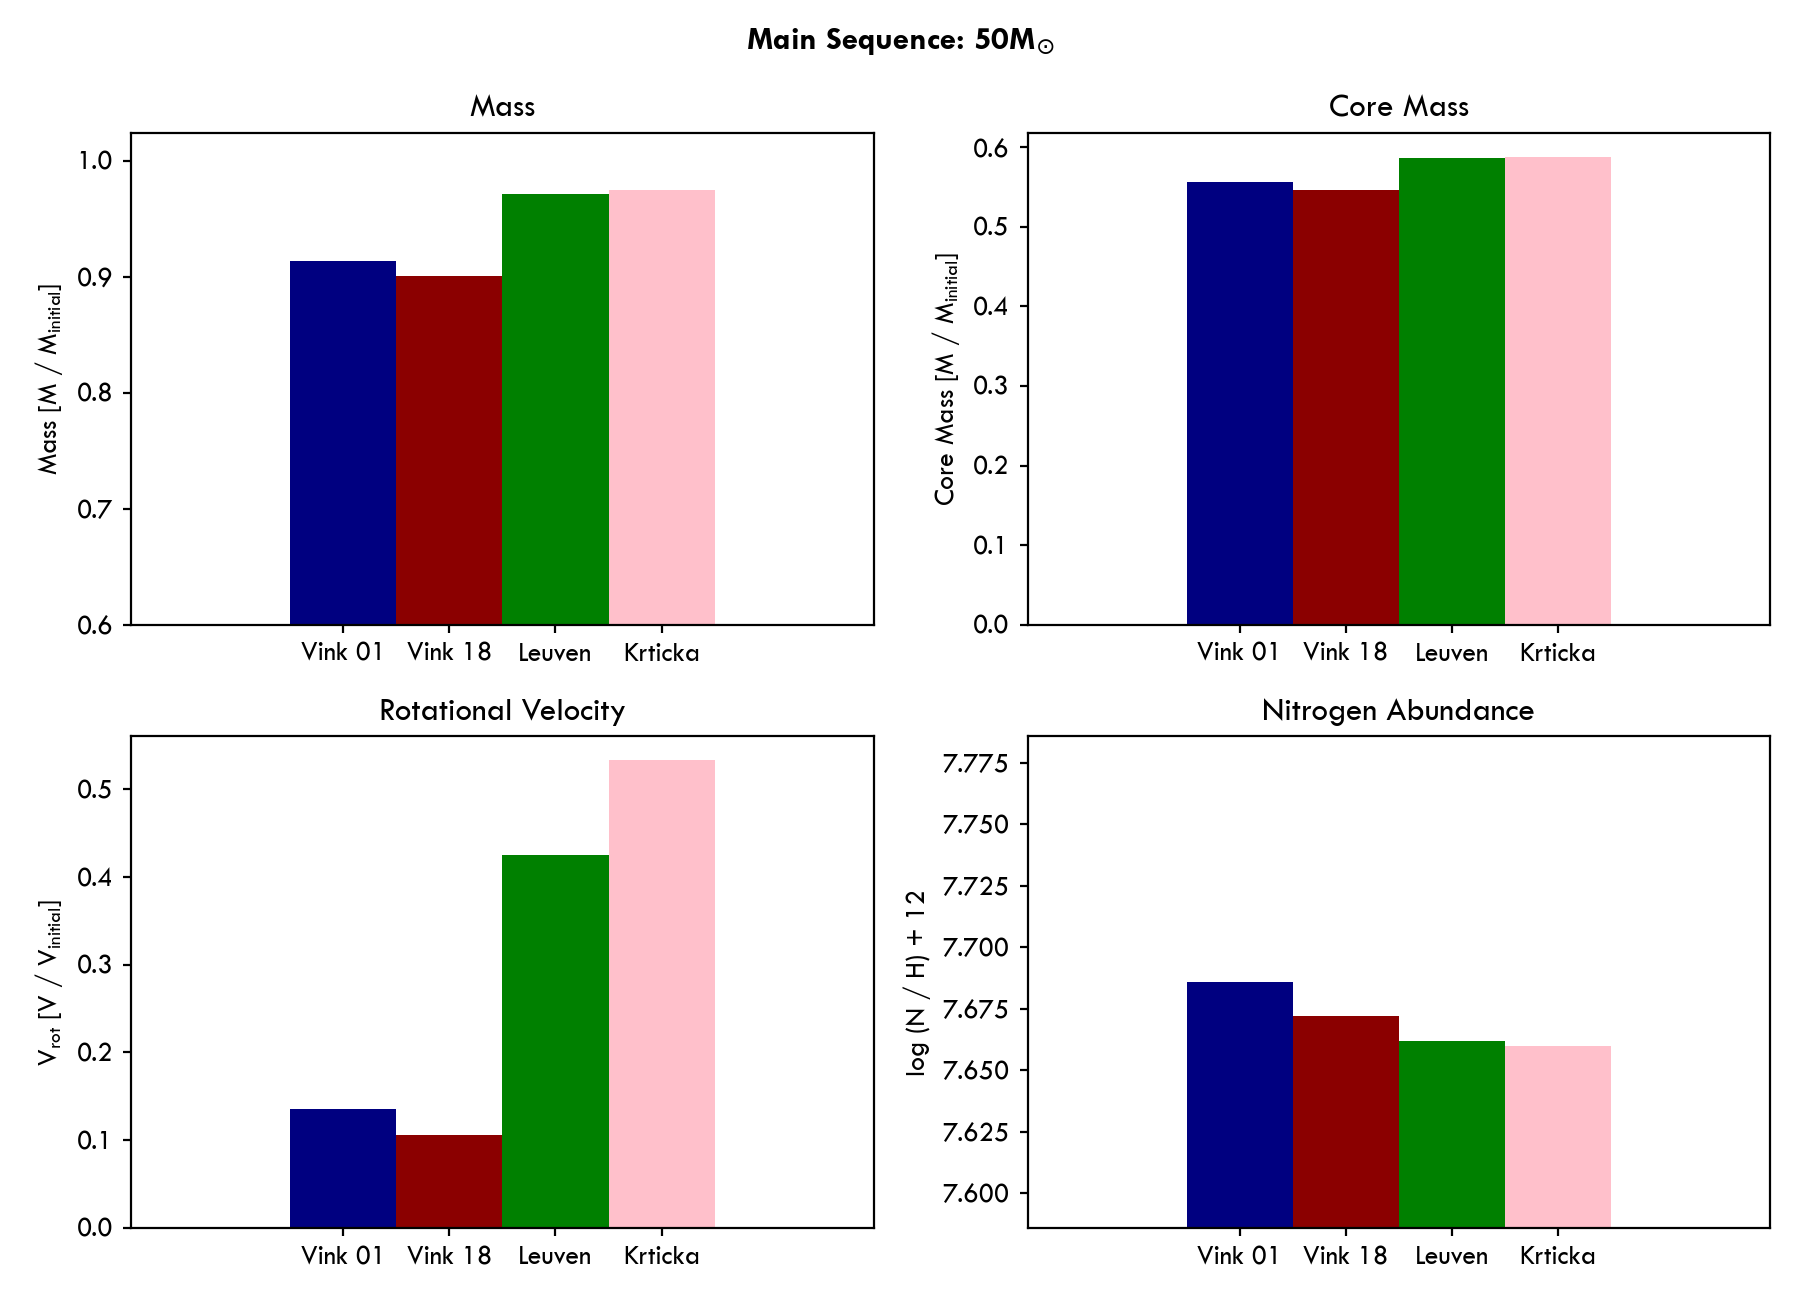 Main Sequence: 50M⊙
Mass
Mass [M / Minitial]
1.0
0.9
0.8
0.7
0.6
Vink 01 Vink 18 Leuven Krticka
Core Mass
Core Mass [M / Minitial]
0.6
0.5
0.4
0.3
0.2
0.1
0.0
Vink 01 Vink 18 Leuven Krticka
Rotational Velocity
Vrot [V / Vinitial]
0.5
0.4
0.3
0.2
0.1
0.0
Vink 01 Vink 18 Leuven Krticka
Nitrogen Abundance
log (N / H) + 12
7.775
7.750
7.725
7.700
7.675
7.650
7.625
7.600
Vink 01 Vink 18 Leuven Krticka